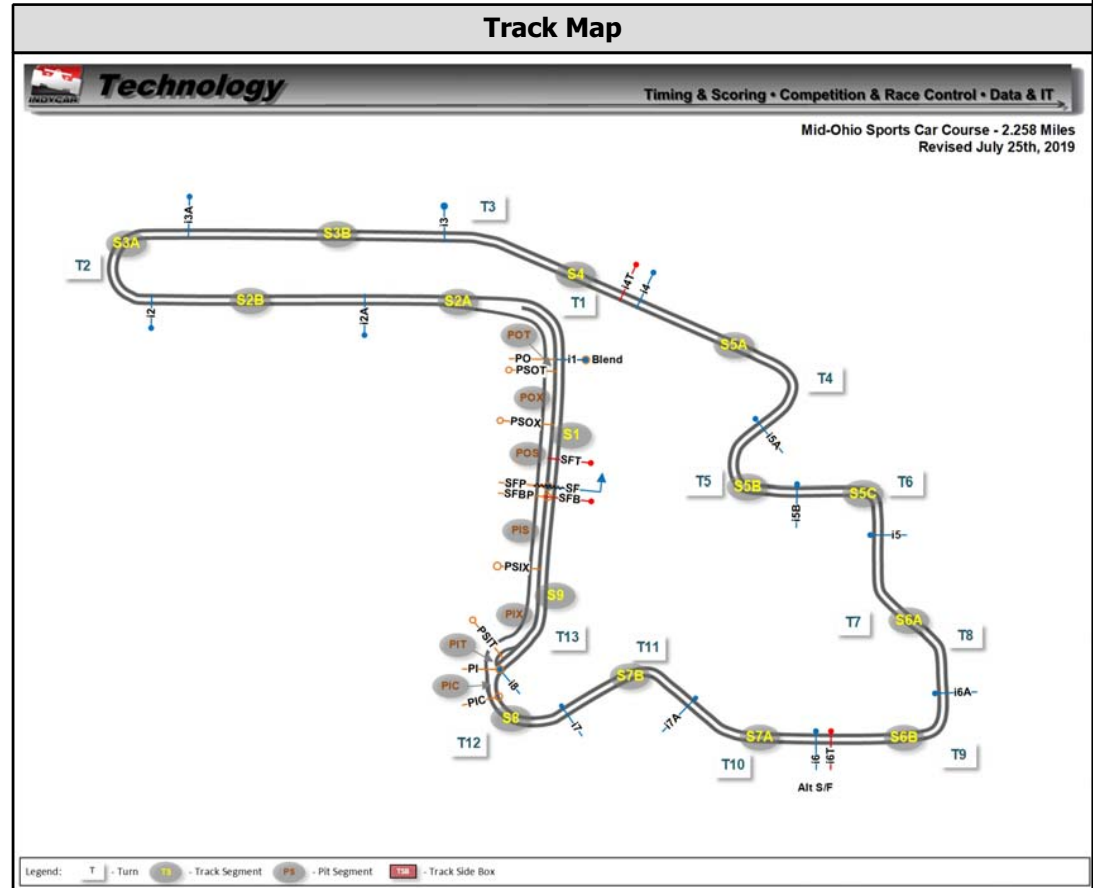 Track Map
INDYCAR
Technology
Timing & Scoring • Competition & Race Control • Data & IT
Mid-Ohio Sports Car Course - 2.258 Miles
Revised July 25th, 2019
i3A
i3
T3
S3A
S3B
T2
S4
i4T
i4
T1
i2
S2B
i2A
S2A
S5A
POT
PO
i1
Blend
PSOT
T4
POX
PSOX
S1
i5A
POS
SFT
SFP
SF
SFBP
SFB
T5
S5B
i5B
S5C
T6
PIS
i5
PSIX
S9
PIX
T7
S6A
T8
PSIT
T13
PIT
T11
PI
i8
S7B
PIC
PIC
i6A
i7
i7A
S8
T12
S7A
T10
i6
i6T
S6B
T9
Alt S/F
Legend: T - Turn TS - Track Segment PS - Pit Segment TSB - Track Side Box